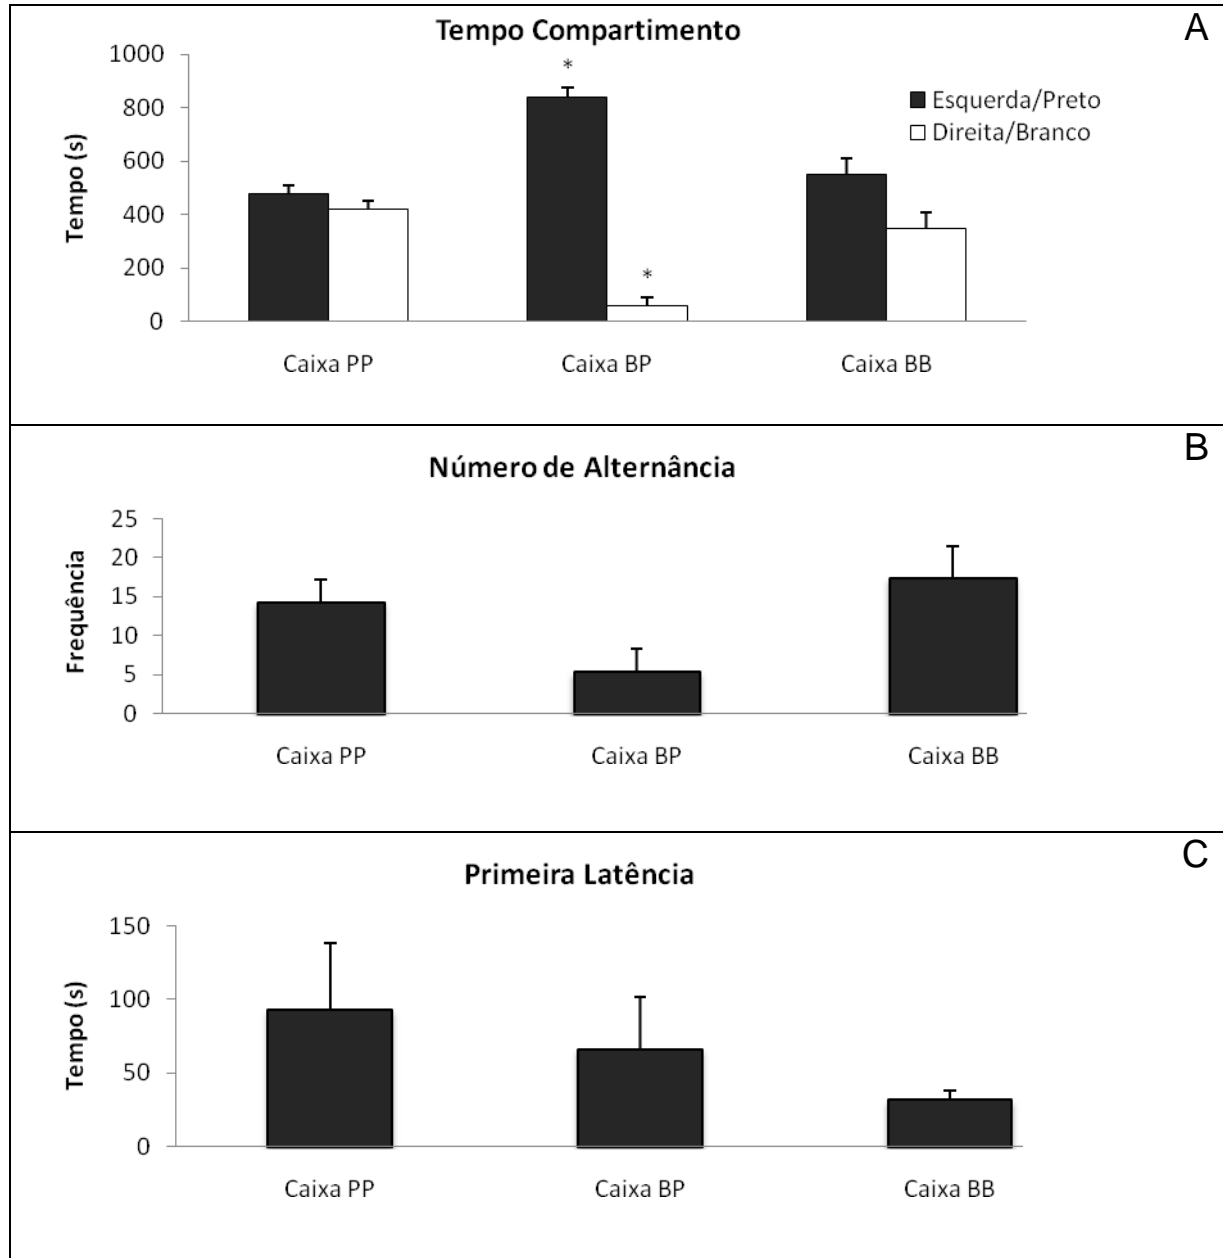 A
Tempo Compartimento
1000
800
600
400
200
0
Tempo (s)
*
*
Esquerda/Preto
Direita/Branco
Caixa PP
Caixa BP
Caixa BB
B
Número de Alternância
25
20
15
10
5
0
Frequência
Caixa PP
Caixa BP
Caixa BB
C
Primeira Latência
150
100
50
0
Tempo (s)
Caixa PP
Caixa BP
Caixa BB